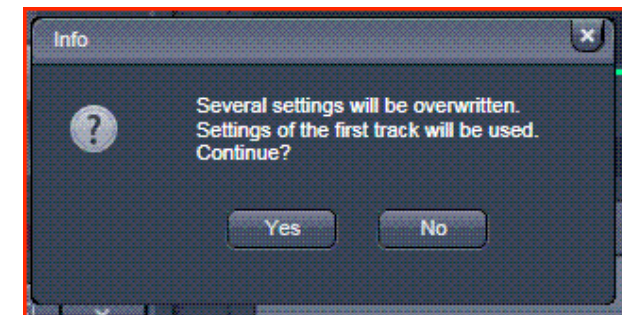 Info
Several settings will be overwritten.
Settings of the first track will be used.
Continue?
Yes
No